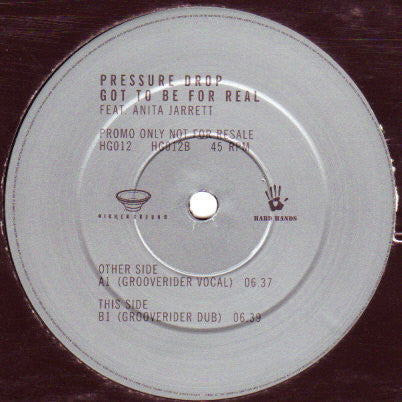 PRESSURE DROP
GOT TO BE FOR REAL
FEAT. ANITA JARRETT
PROMO ONLY NOT FOR RESALE
HG012 HG012B 45 RPM
HIGHER GROUND
HARD HANDS
OTHER SIDE
A1 (GROOVERIDER VOCAL) 06.37
THIS SIDE
B1 (GROOVERIDER DUB) 06.39